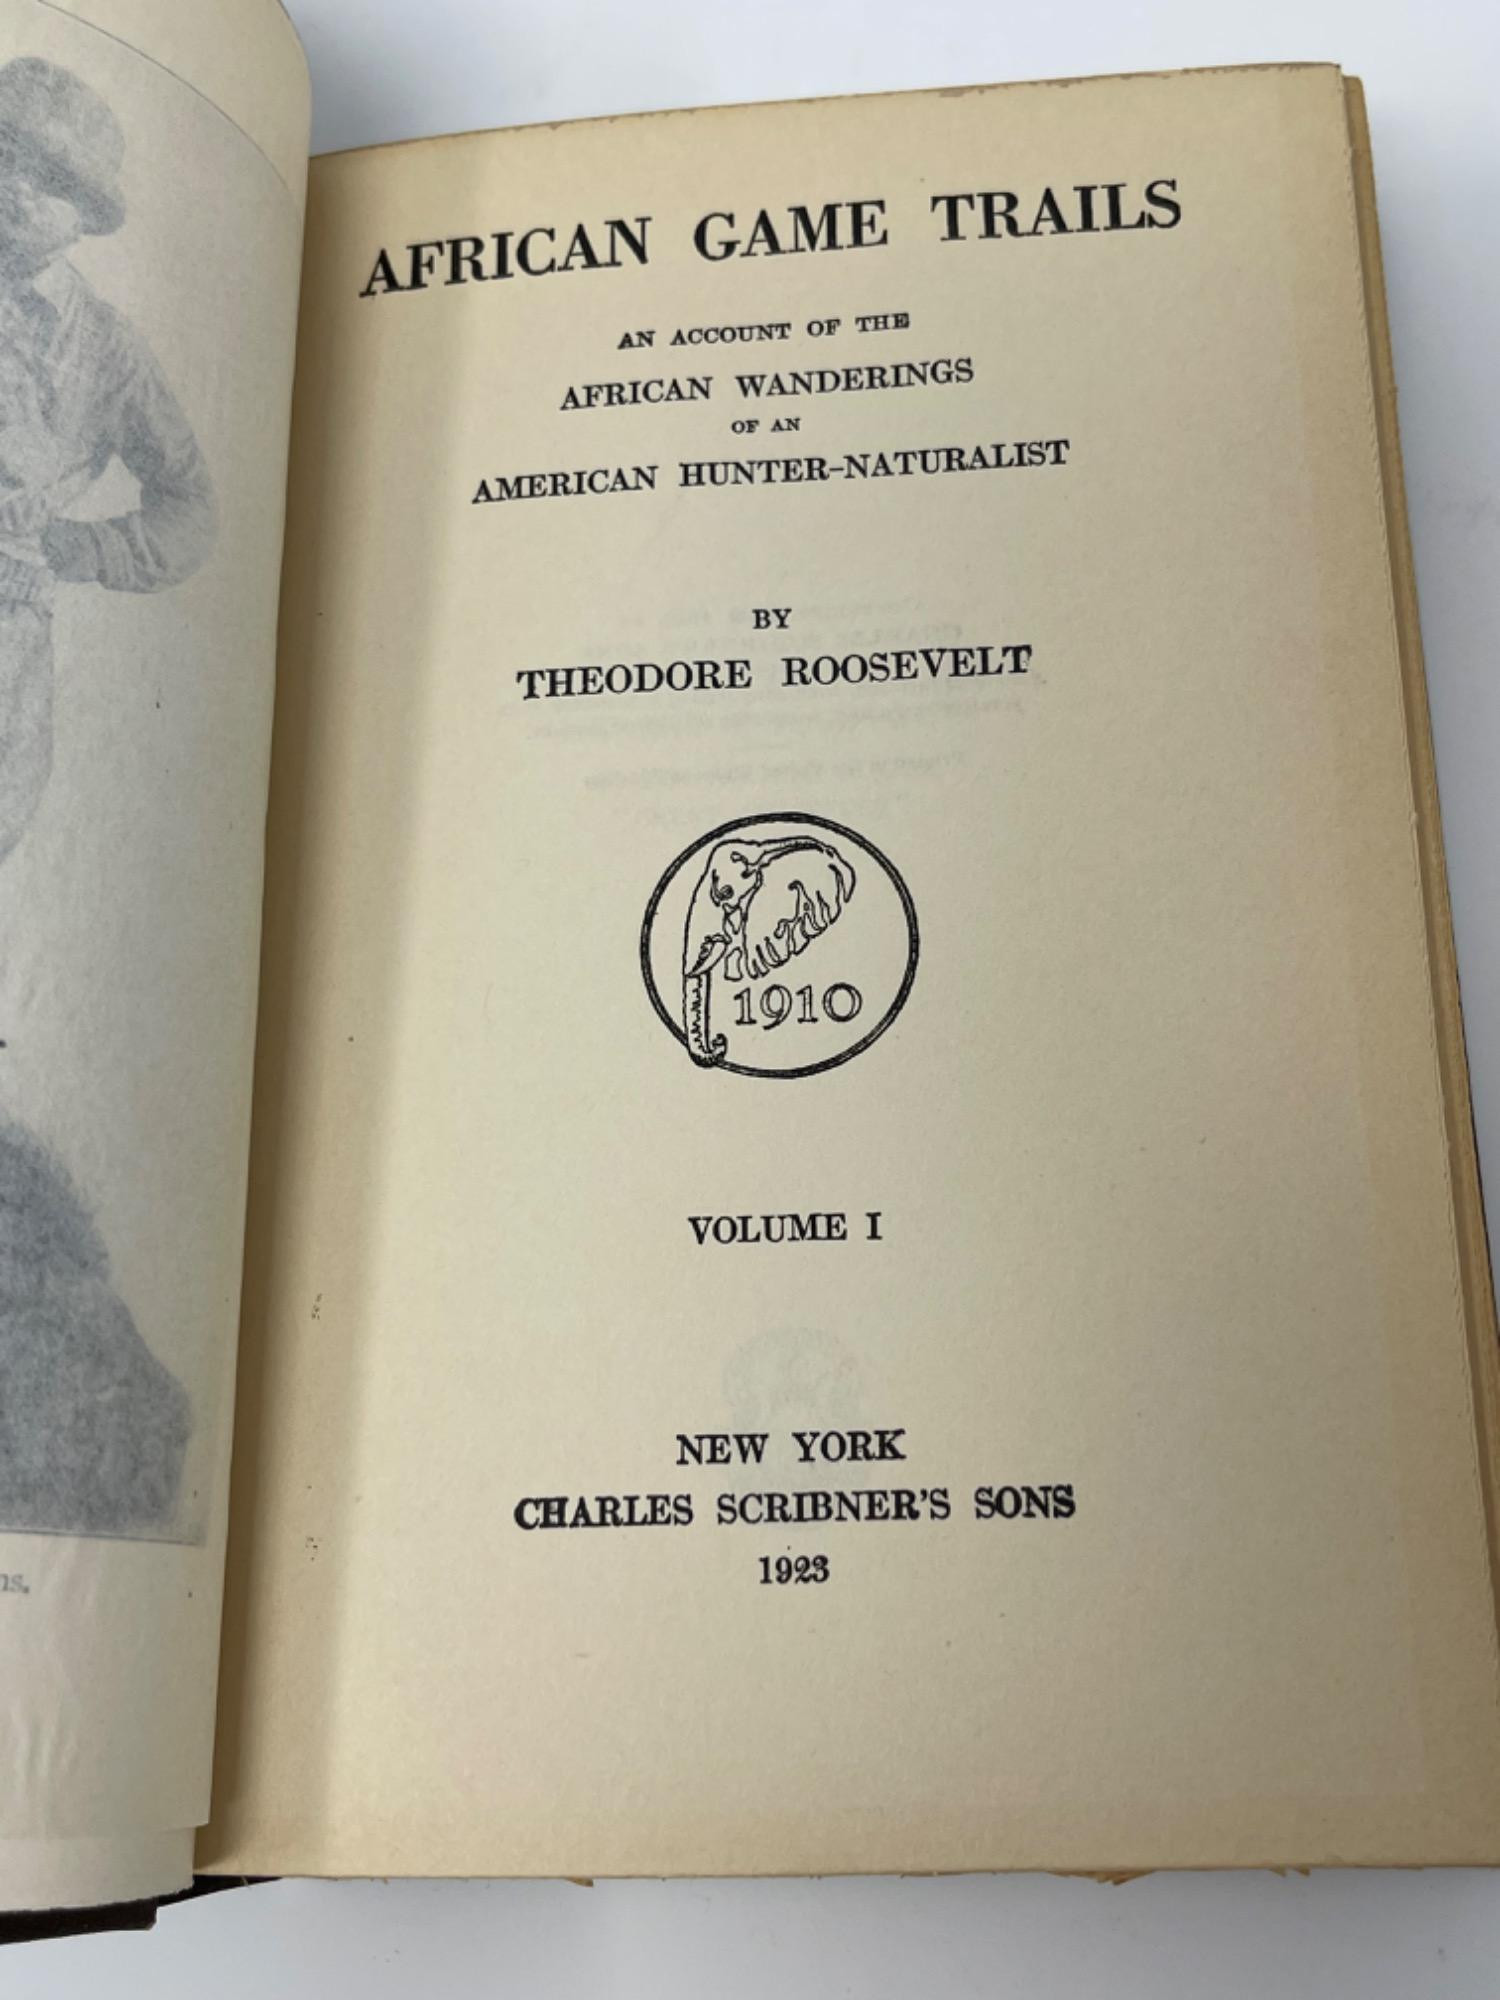 AFRICAN GAME TRAILS
AN ACCOUNT OF THE
AFRICAN WANDERINGS
OF AN
AMERICAN HUNTER-NATURALIST
BY
THEODORE ROOSEVELT
1910
VOLUME I
NEW YORK
CHARLES SCRIBNER'S SONS
1923